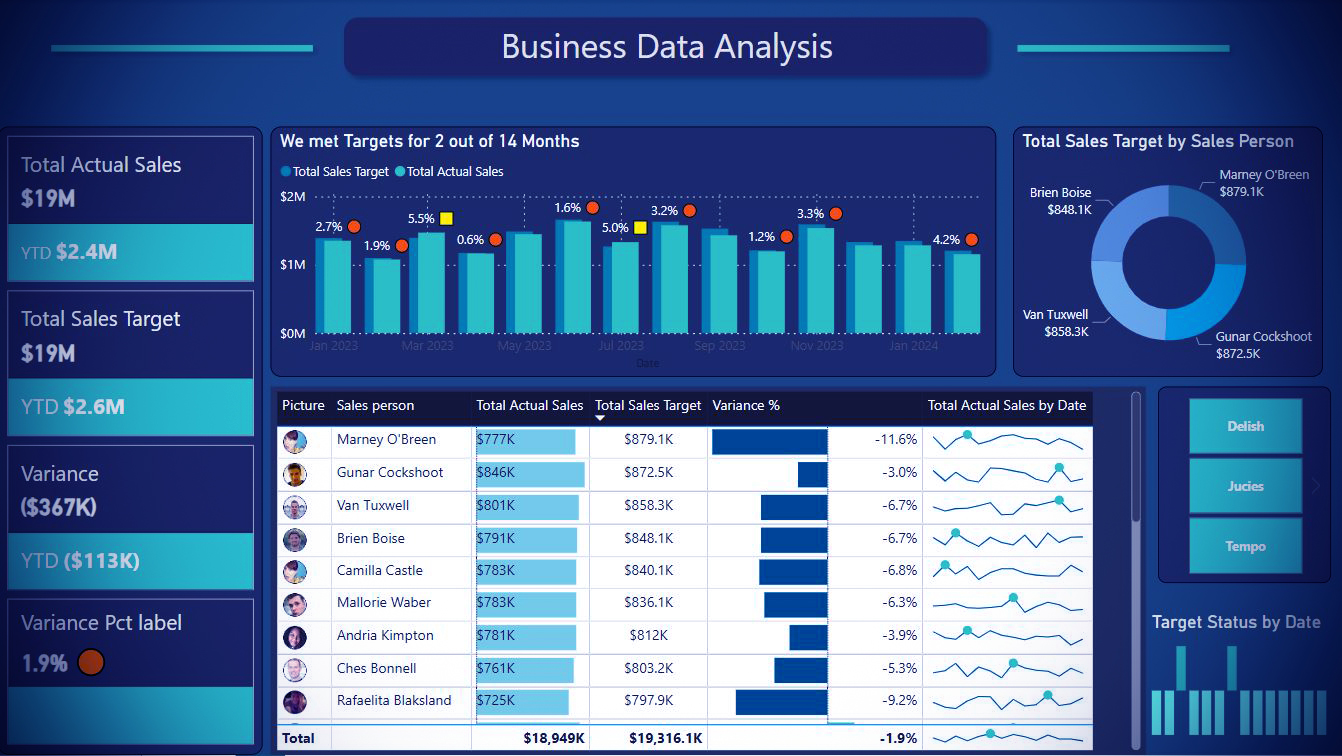 Business Data Analysis
Total Actual Sales
$19M
YTD $2.4M
Total Sales Target
$19M
YTD $2.6M
Variance
($367K)
YTD ($113K)
Variance Pct label
1.9%
We met Targets for 2 out of 14 Months
Total Sales Target Total Actual Sales
$2M
$1M
$0M
2.7% 1.9% 5.5% 0.6% 1.6% 5.0% 3.2% 1.2% 3.3% 4.2%
Jan 2023 Mar 2023 May 2023 Jul 2023 Sep 2023 Nov 2023 Jan 2024
Date
Total Sales Target by Sales Person
Marney O'Breen
$879.1K
Brien Boise
$848.1K
Van Tuxwell
$858.3K
Gunar Cockshoot
$872.5K
Picture Sales person Total Actual Sales Total Sales Target Variance % Total Actual Sales by Date
Marney O'Breen $777K $879.1K -11.6%
Gunar Cockshoot $846K $872.5K -3.0%
Van Tuxwell $801K $858.3K -6.7%
Brien Boise $791K $848.1K -6.7%
Camilla Castle $783K $840.1K -6.8%
Mallorie Waber $783K $836.1K -6.3%
Andria Kimpton $781K $812K -3.9%
Ches Bonnell $761K $803.2K -5.3%
Rafaelita Blaksland $725K $797.9K -9.2%
Total $18,949K $19,316.1K -1.9%
Delish
Jucies
Tempo
Target Status by Date